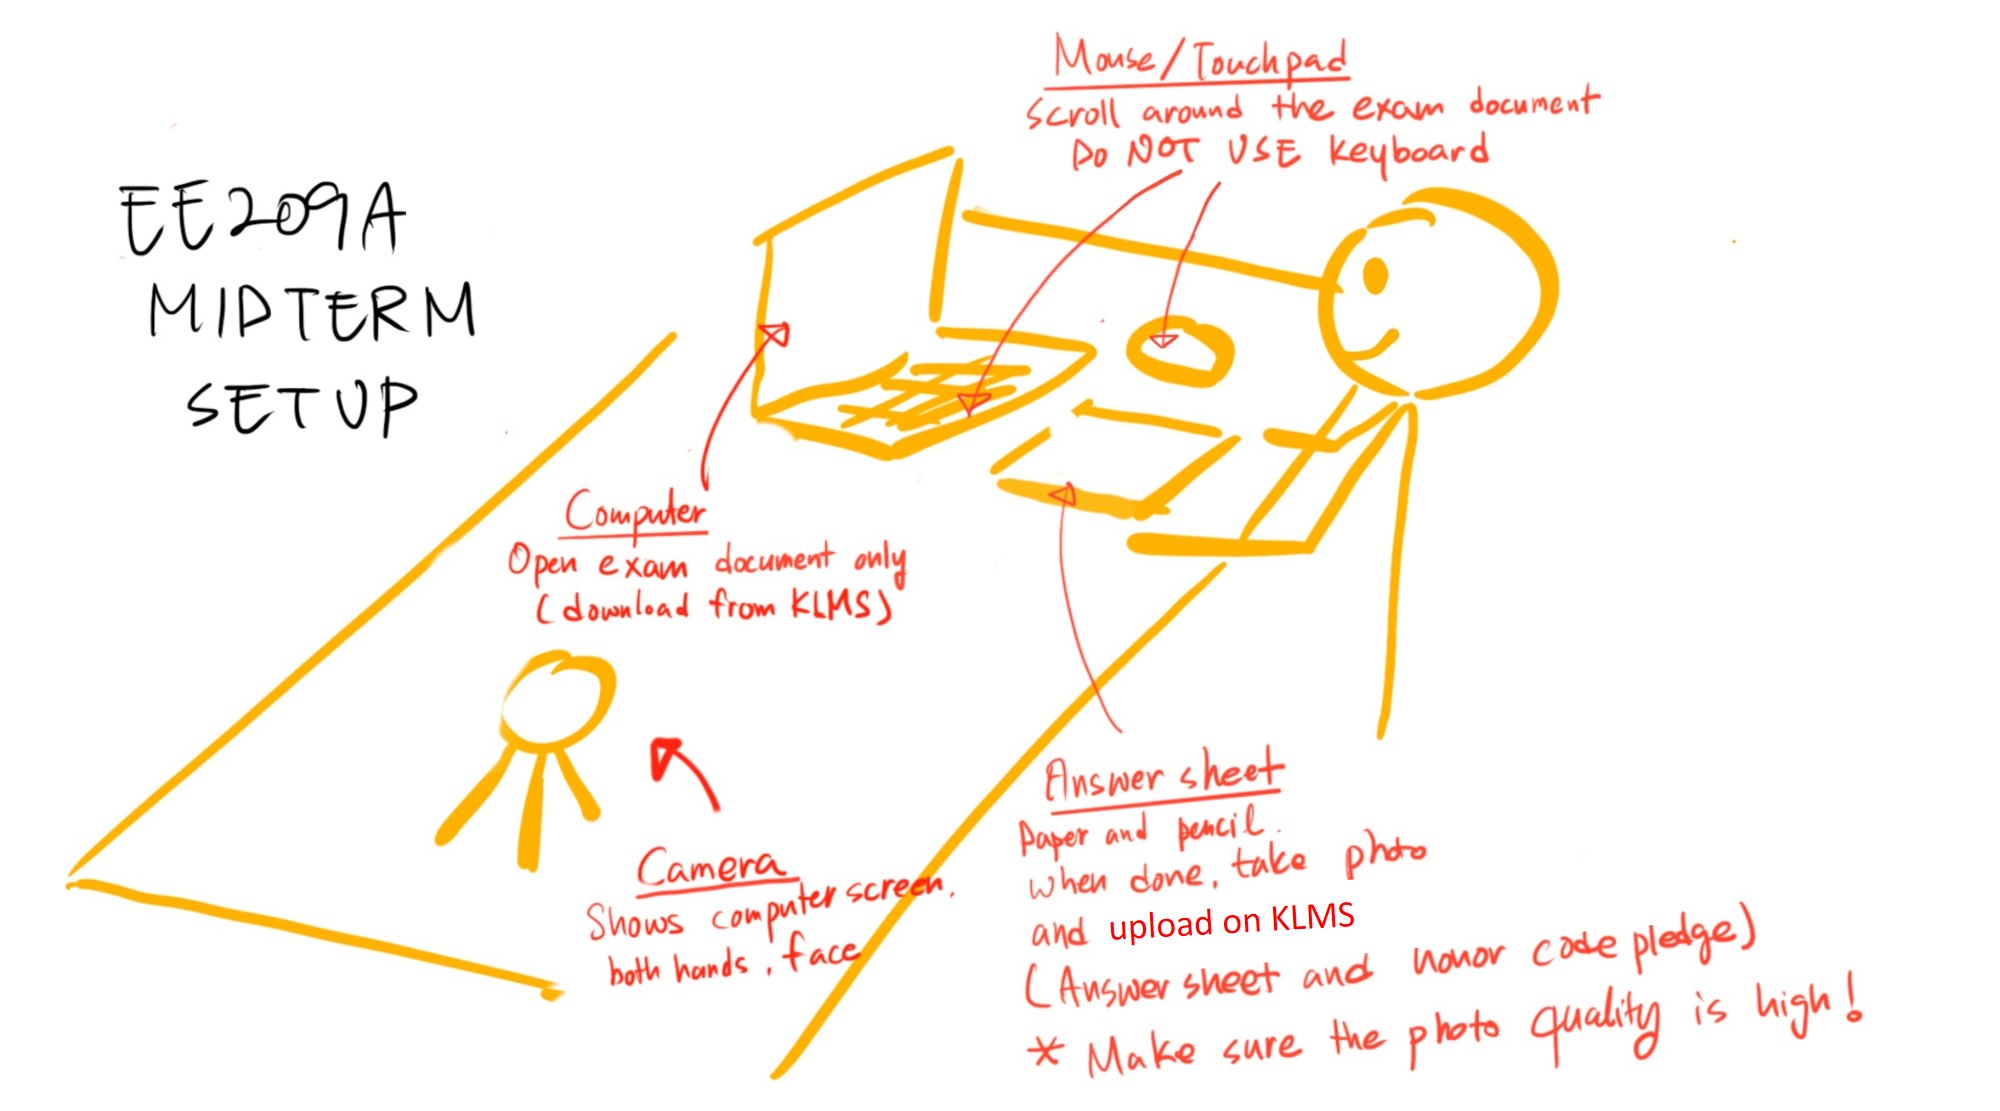 EE209A
MIDTERM
SETUP
Mouse/Touchpad
Scroll around the exam document
Do NOT USE keyboard
Computer
Open exam document only
(download from KLMS)
Camera
Shows computer screen,
both hands, face
Answer sheet
Paper and pencil.
When done, take photo
and upload on KLMS
(Answer sheet and honor code pledge)
* Make sure the photo quality is high!